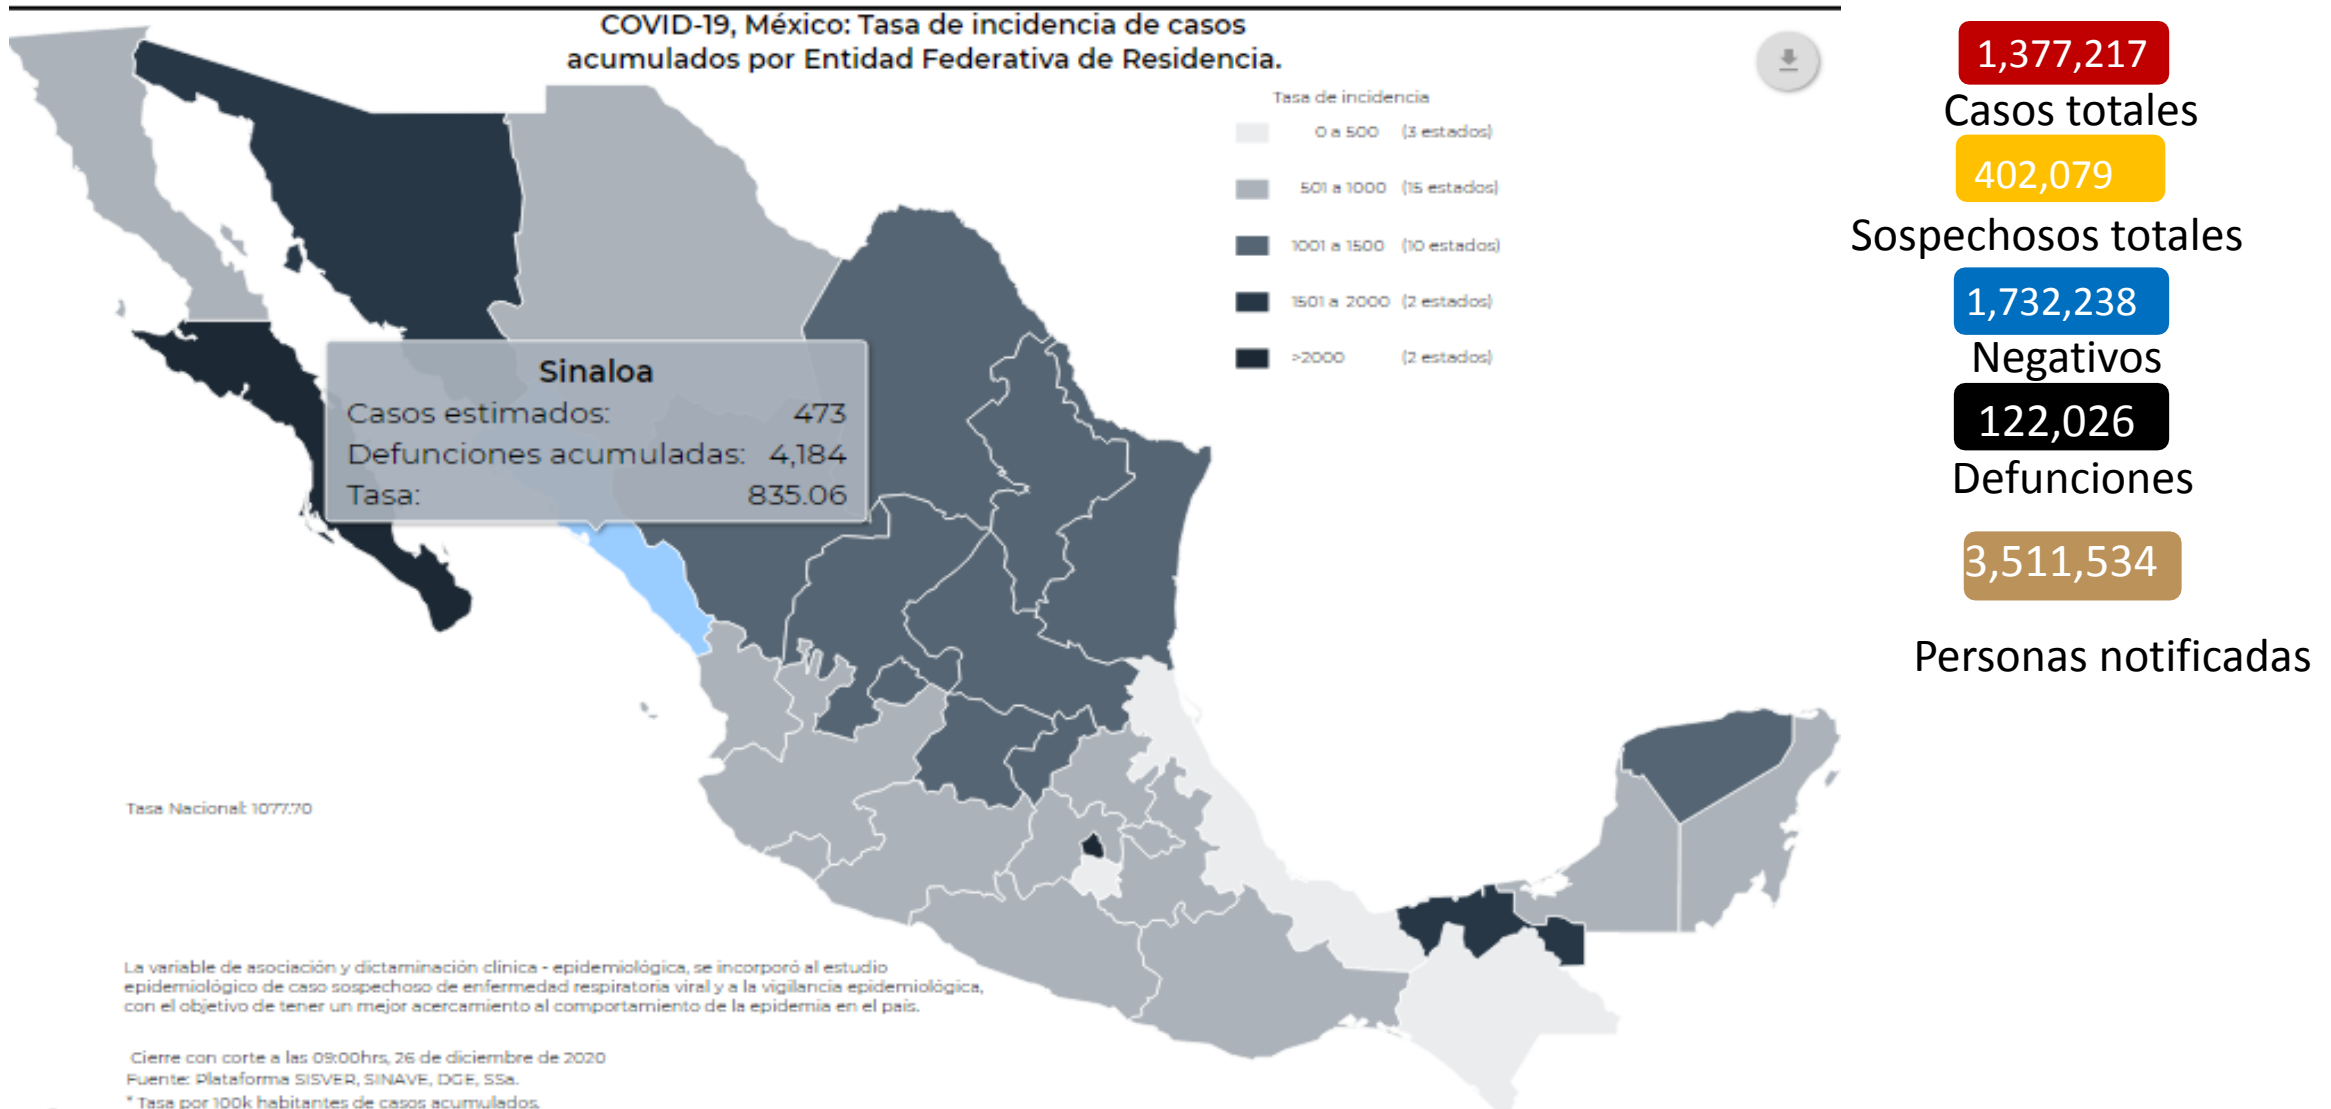 COVID-19, México: Tasa de incidencia de casos
acumulados por Entidad Federativa de Residencia.
Tasa de incidencia
0 a 500 (3 estados)
501 a 1000 (15 estados)
1001 a 1500 (10 estados)
1501 a 2000 (2 estados)
>2000 (2 estados)
Sinaloa
Casos estimados: 473
Defunciones acumuladas: 4,184
Tasa: 835.06
Tasa Nacional: 1077.70
La variable de asociación y dictaminación clínica - epidemiológica, se incorporó al estudio
epidemiológico de caso sospechoso de enfermedad respiratoria viral y a la vigilancia epidemiológica,
con el objetivo de tener un mejor acercamiento al comportamiento de la epidemia en el país.
Cierre con corte a las 09:00hrs, 26 de diciembre de 2020
Fuente: Plataforma SISVER, SINAVE, DGE, SSa.
* Tasa por 100k habitantes de casos acumulados.
1,377,217
Casos totales
402,079
Sospechosos totales
1,732,238
Negativos
122,026
Defunciones
3,511,534
Personas notificadas